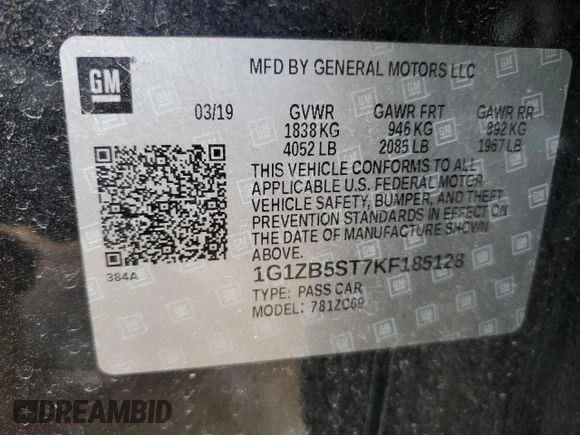 GM
MFD BY GENERAL MOTORS LLC
03/19 GVWR GAWR FRT GAWR RR
1838 KG 946 KG 892 KG
4052 LB 2085 LB 1967 LB
THIS VEHICLE CONFORMS TO ALL
APPLICABLE U.S. FEDERAL MOTOR
VEHICLE SAFETY, BUMPER, AND THEFT
PREVENTION STANDARDS IN EFFECT ON
THE DATE OF MANUFACTURE SHOWN
ABOVE.
384A
1G1ZB5ST7KF185128
TYPE: PASS CAR
MODEL: 781ZC69
DREAMBID